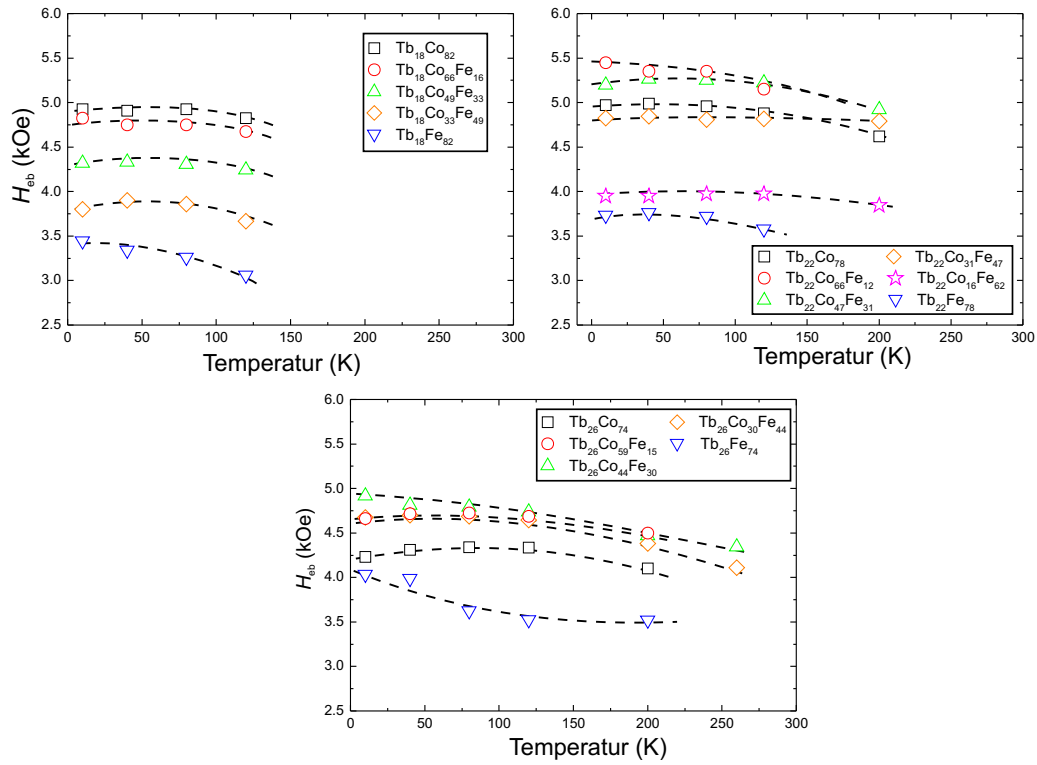 6.0
5.5
5.0
4.5
4.0
3.5
3.0
2.5
H_eb (kOe)
0 50 100 150 200 250 300
Temperatur (K)
Tb18Co82
Tb18Co66Fe16
Tb18Co49Fe33
Tb18Co33Fe49
Tb18Fe82
6.0
5.5
5.0
4.5
4.0
3.5
3.0
2.5
0 50 100 150 200 250 300
Temperatur (K)
Tb22Co78 Tb22Co31Fe47
Tb22Co66Fe12 Tb22Co16Fe62
Tb22Co47Fe31 Tb22Fe78
6.0
5.5
5.0
4.5
4.0
3.5
3.0
2.5
H_eb (kOe)
0 50 100 150 200 250 300
Temperatur (K)
Tb26Co74 Tb26Co30Fe44
Tb26Co59Fe15 Tb26Fe74
Tb26Co44Fe30